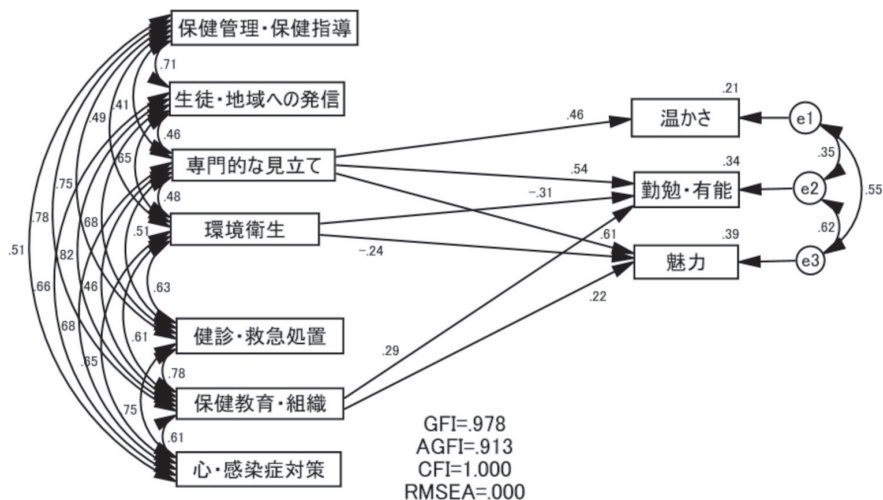 保健管理・保健指導
.71
生徒・地域への発信
.21
.41
.49
.46
.46
温かさ
e1
.65
専門的な見立て
.54
.34
.35
.75
.48
-.31
勤勉・有能
e2
.55
.78
.68
.51
環境衛生
.61
.62
.51
.82
-.24
.39
魅力
e3
.66
.46
.63
.22
.68
.61
健診・救急処置
.29
.65
.78
.75
保健教育・組織
GFI=.978
.61
AGFI=.913
心・感染症対策
CFI=1.000
RMSEA=.000